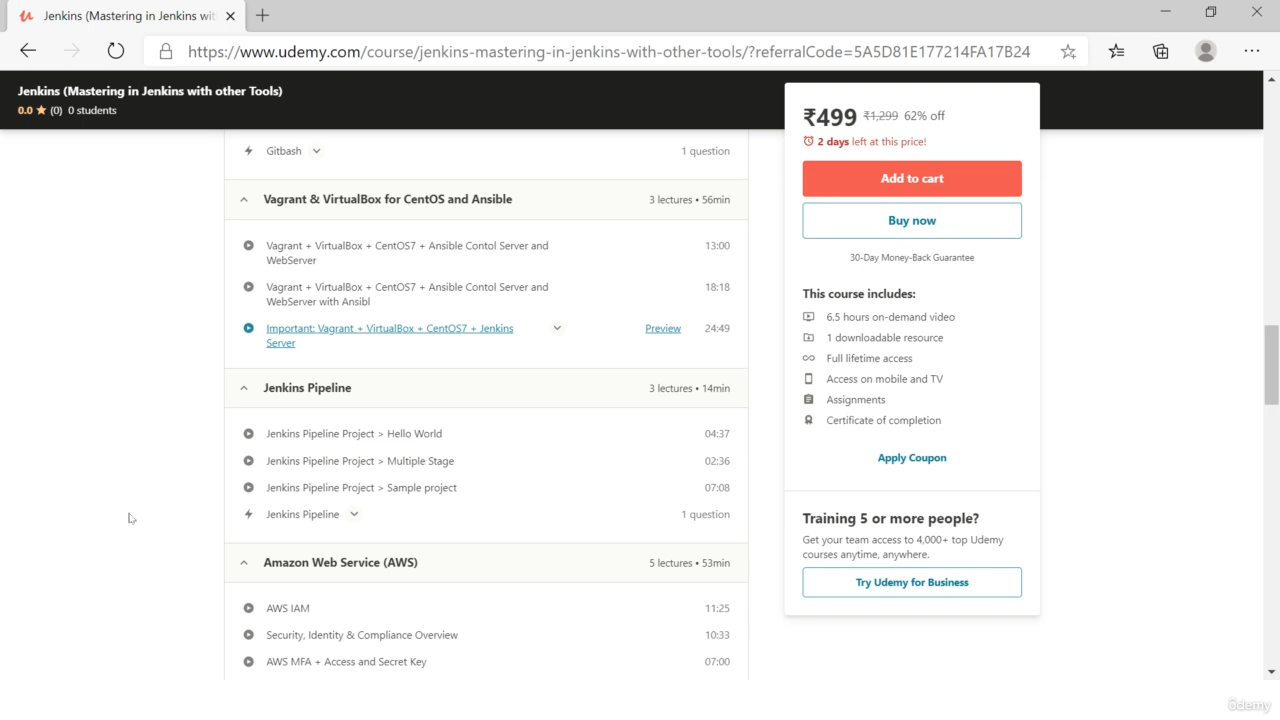 Jenkins (Mastering in Jenkins wit
https://www.udemy.com/course/jenkins-mastering-in-jenkins-with-other-tools/?referralCode=5A5D81E177214FA17B24
Jenkins (Mastering in Jenkins with other Tools)
0.0 ★ (0) 0 students
Gitbash 1 question
Vagrant & VirtualBox for CentOS and Ansible 3 lectures • 56min
Vagrant + VirtualBox + CentOS7 + Ansible Contol Server and 13:00
WebServer
Vagrant + VirtualBox + CentOS7 + Ansible Contol Server and 18:18
WebServer with Ansibl
Important: Vagrant + VirtualBox + CentOS7 + Jenkins Preview 24:49
Server
Jenkins Pipeline 3 lectures • 14min
Jenkins Pipeline Project > Hello World 04:37
Jenkins Pipeline Project > Multiple Stage 02:36
Jenkins Pipeline Project > Sample project 07:08
Jenkins Pipeline 1 question
Amazon Web Service (AWS) 5 lectures • 53min
AWS IAM 11:25
Security, Identity & Compliance Overview 10:33
AWS MFA + Access and Secret Key 07:00
₹499 ₹1,299 62% off
2 days left at this price!
Add to cart
Buy now
30-Day Money-Back Guarantee
This course includes:
6.5 hours on-demand video
1 downloadable resource
Full lifetime access
Access on mobile and TV
Assignments
Certificate of completion
Apply Coupon
Training 5 or more people?
Get your team access to 4,000+ top Udemy
courses anytime, anywhere.
Try Udemy for Business
ûdemy